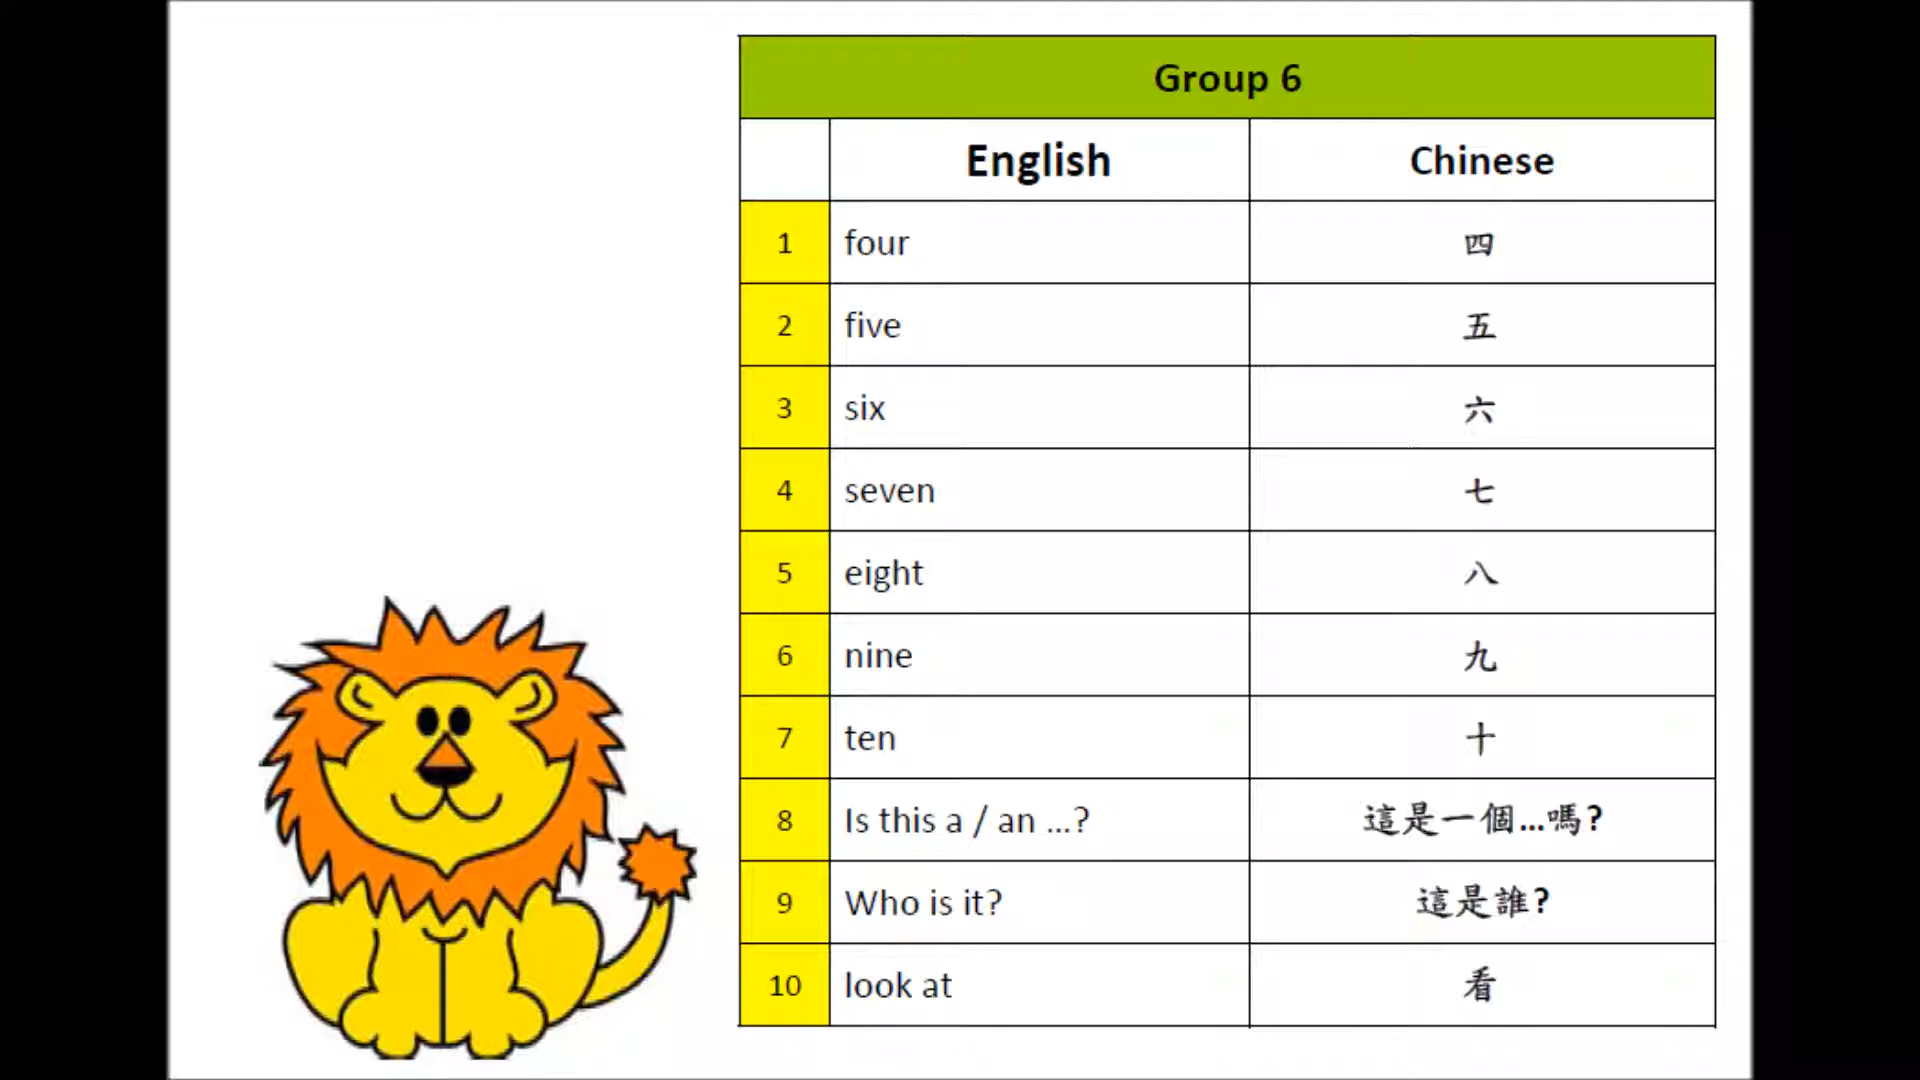 Group 6
English Chinese
1 four 四
2 five 五
3 six 六
4 seven 七
5 eight 八
6 nine 九
7 ten 十
8 Is this a / an ...? 這是一個...嗎?
9 Who is it? 這是誰?
10 look at 看